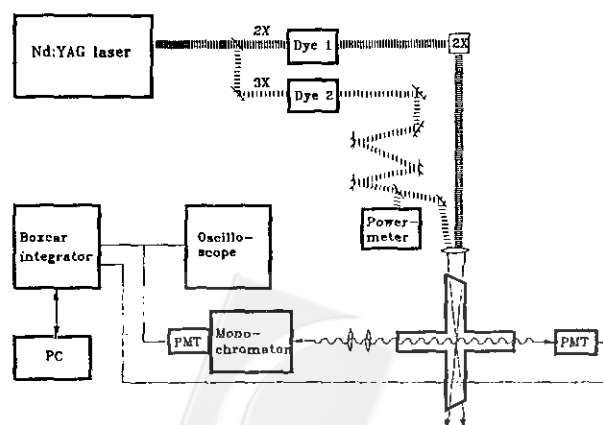 Nd:YAG laser
2X
Dye 1
2X
3X
Dye 2
Power-
meter
Boxcar
integrator
Oscillo-
scope
PMT
Mono-
chromator
PMT
PC